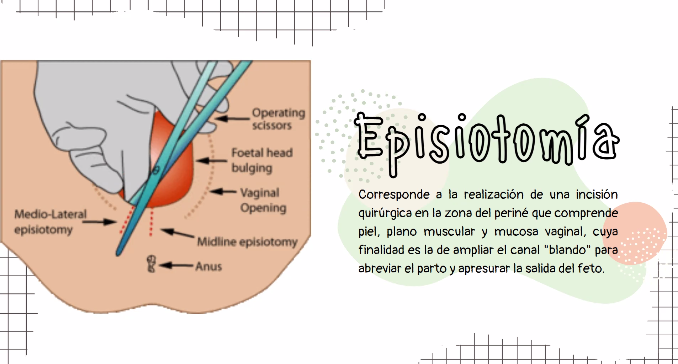 Operating
scissors
Foetal head
bulging
Vaginal
Opening
Medio-Lateral
episiotomy
Midline episiotomy
Anus
Episiotomía
Corresponde a la realización de una incisión
quirúrgica en la zona del periné que comprende
piel, plano muscular y mucosa vaginal, cuya
finalidad es la de ampliar el canal "blando" para
abreviar el parto y apresurar la salida del feto.